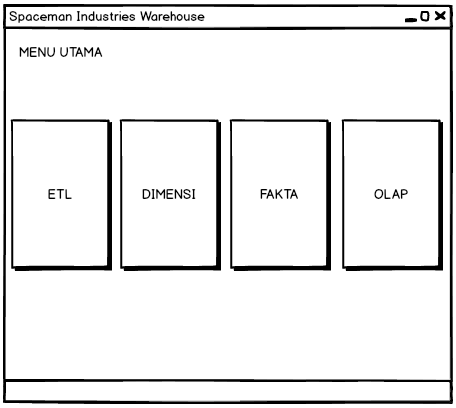 Spaceman Industries Warehouse
MENU UTAMA
ETL
DIMENSI
FAKTA
OLAP